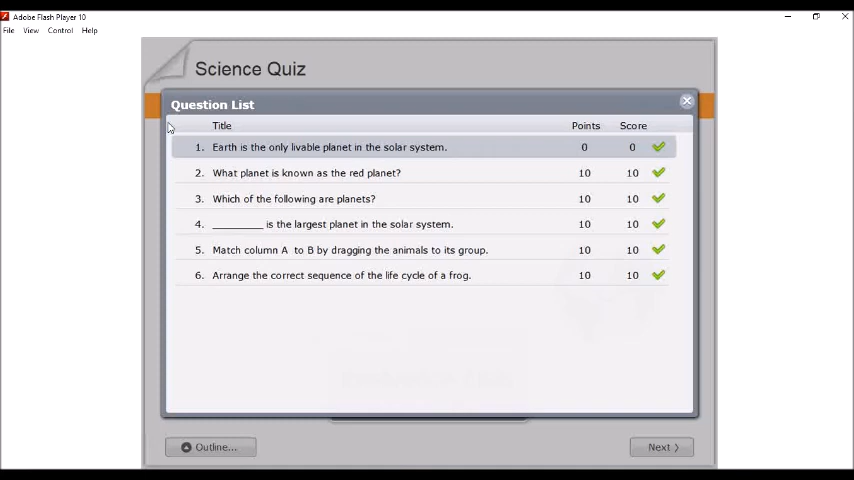 Adobe Flash Player 10
File View Control Help
Science Quiz
Question List
Title Points Score
1. Earth is the only livable planet in the solar system. 0 0
2. What planet is known as the red planet? 10 10
3. Which of the following are planets? 10 10
4. _________ is the largest planet in the solar system. 10 10
5. Match column A to B by dragging the animals to its group. 10 10
6. Arrange the correct sequence of the life cycle of a frog. 10 10
Outline... Next